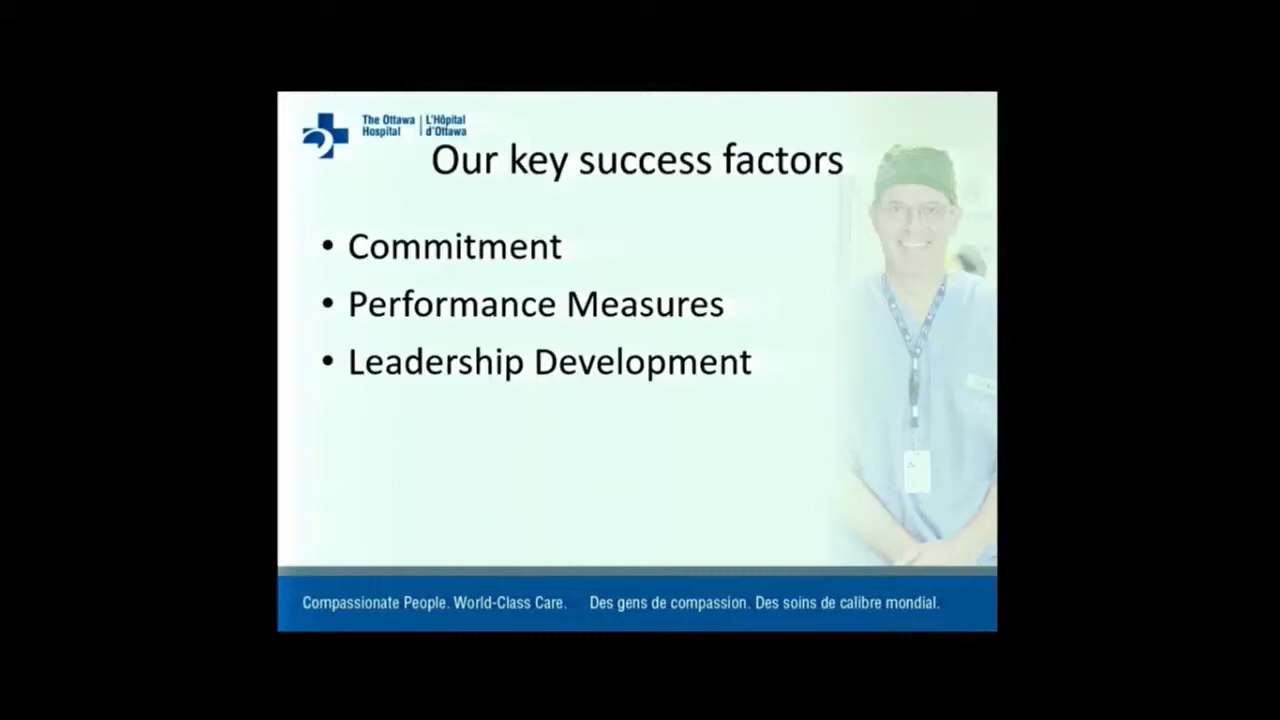 The Ottawa Hospital
L'Hôpital d'Ottawa
Our key success factors
• Commitment
• Performance Measures
• Leadership Development
Compassionate People. World-Class Care. Des gens de compassion. Des soins de calibre mondial.